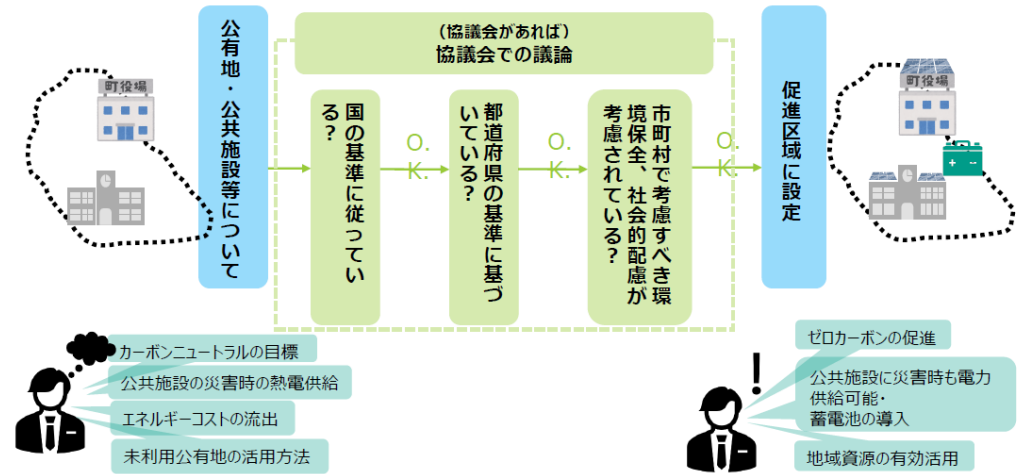 公有地・公共施設等について
町役場
(協議会があれば)
協議会での議論
国の基準に従ってい
る?
O.
K.
都道府県の基準に基づ
いている?
O.
K.
市町村で考慮すべき環
境保全、社会的配慮が
考慮されている?
O.
K.
促進区域に設定
町役場
カーボンニュートラルの目標
公共施設の災害時の熱電供給
エネルギーコストの流出
未利用公有地の活用方法
!
ゼロカーボンの促進
公共施設に災害時も電力
供給可能・
蓄電池の導入
地域資源の有効活用